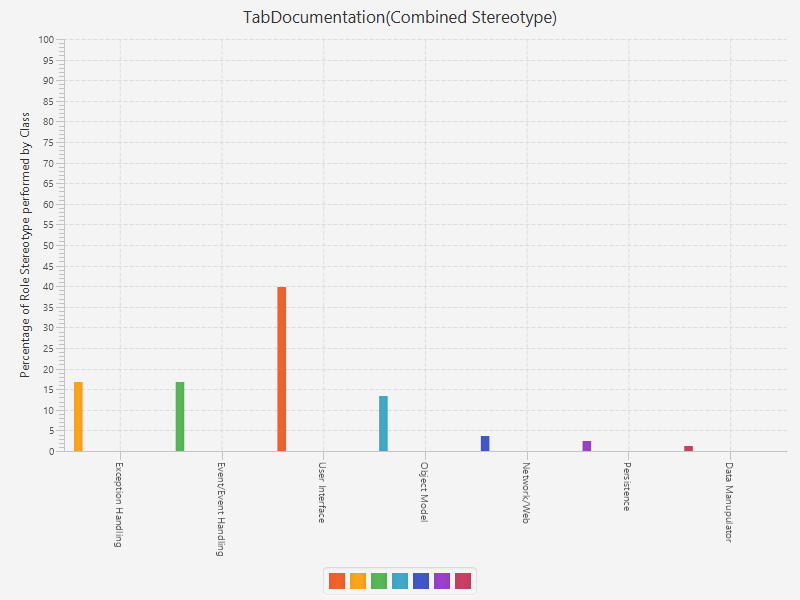 TabDocumentation(Combined Stereotype)
Percentage of Role Stereotype performed by Class
100
95
90
85
80
75
70
65
60
55
50
45
40
35
30
25
20
15
10
5
0
Exception Handling
Event/Event Handling
User Interface
Object Model
Network/Web
Persistence
Data Manupulator